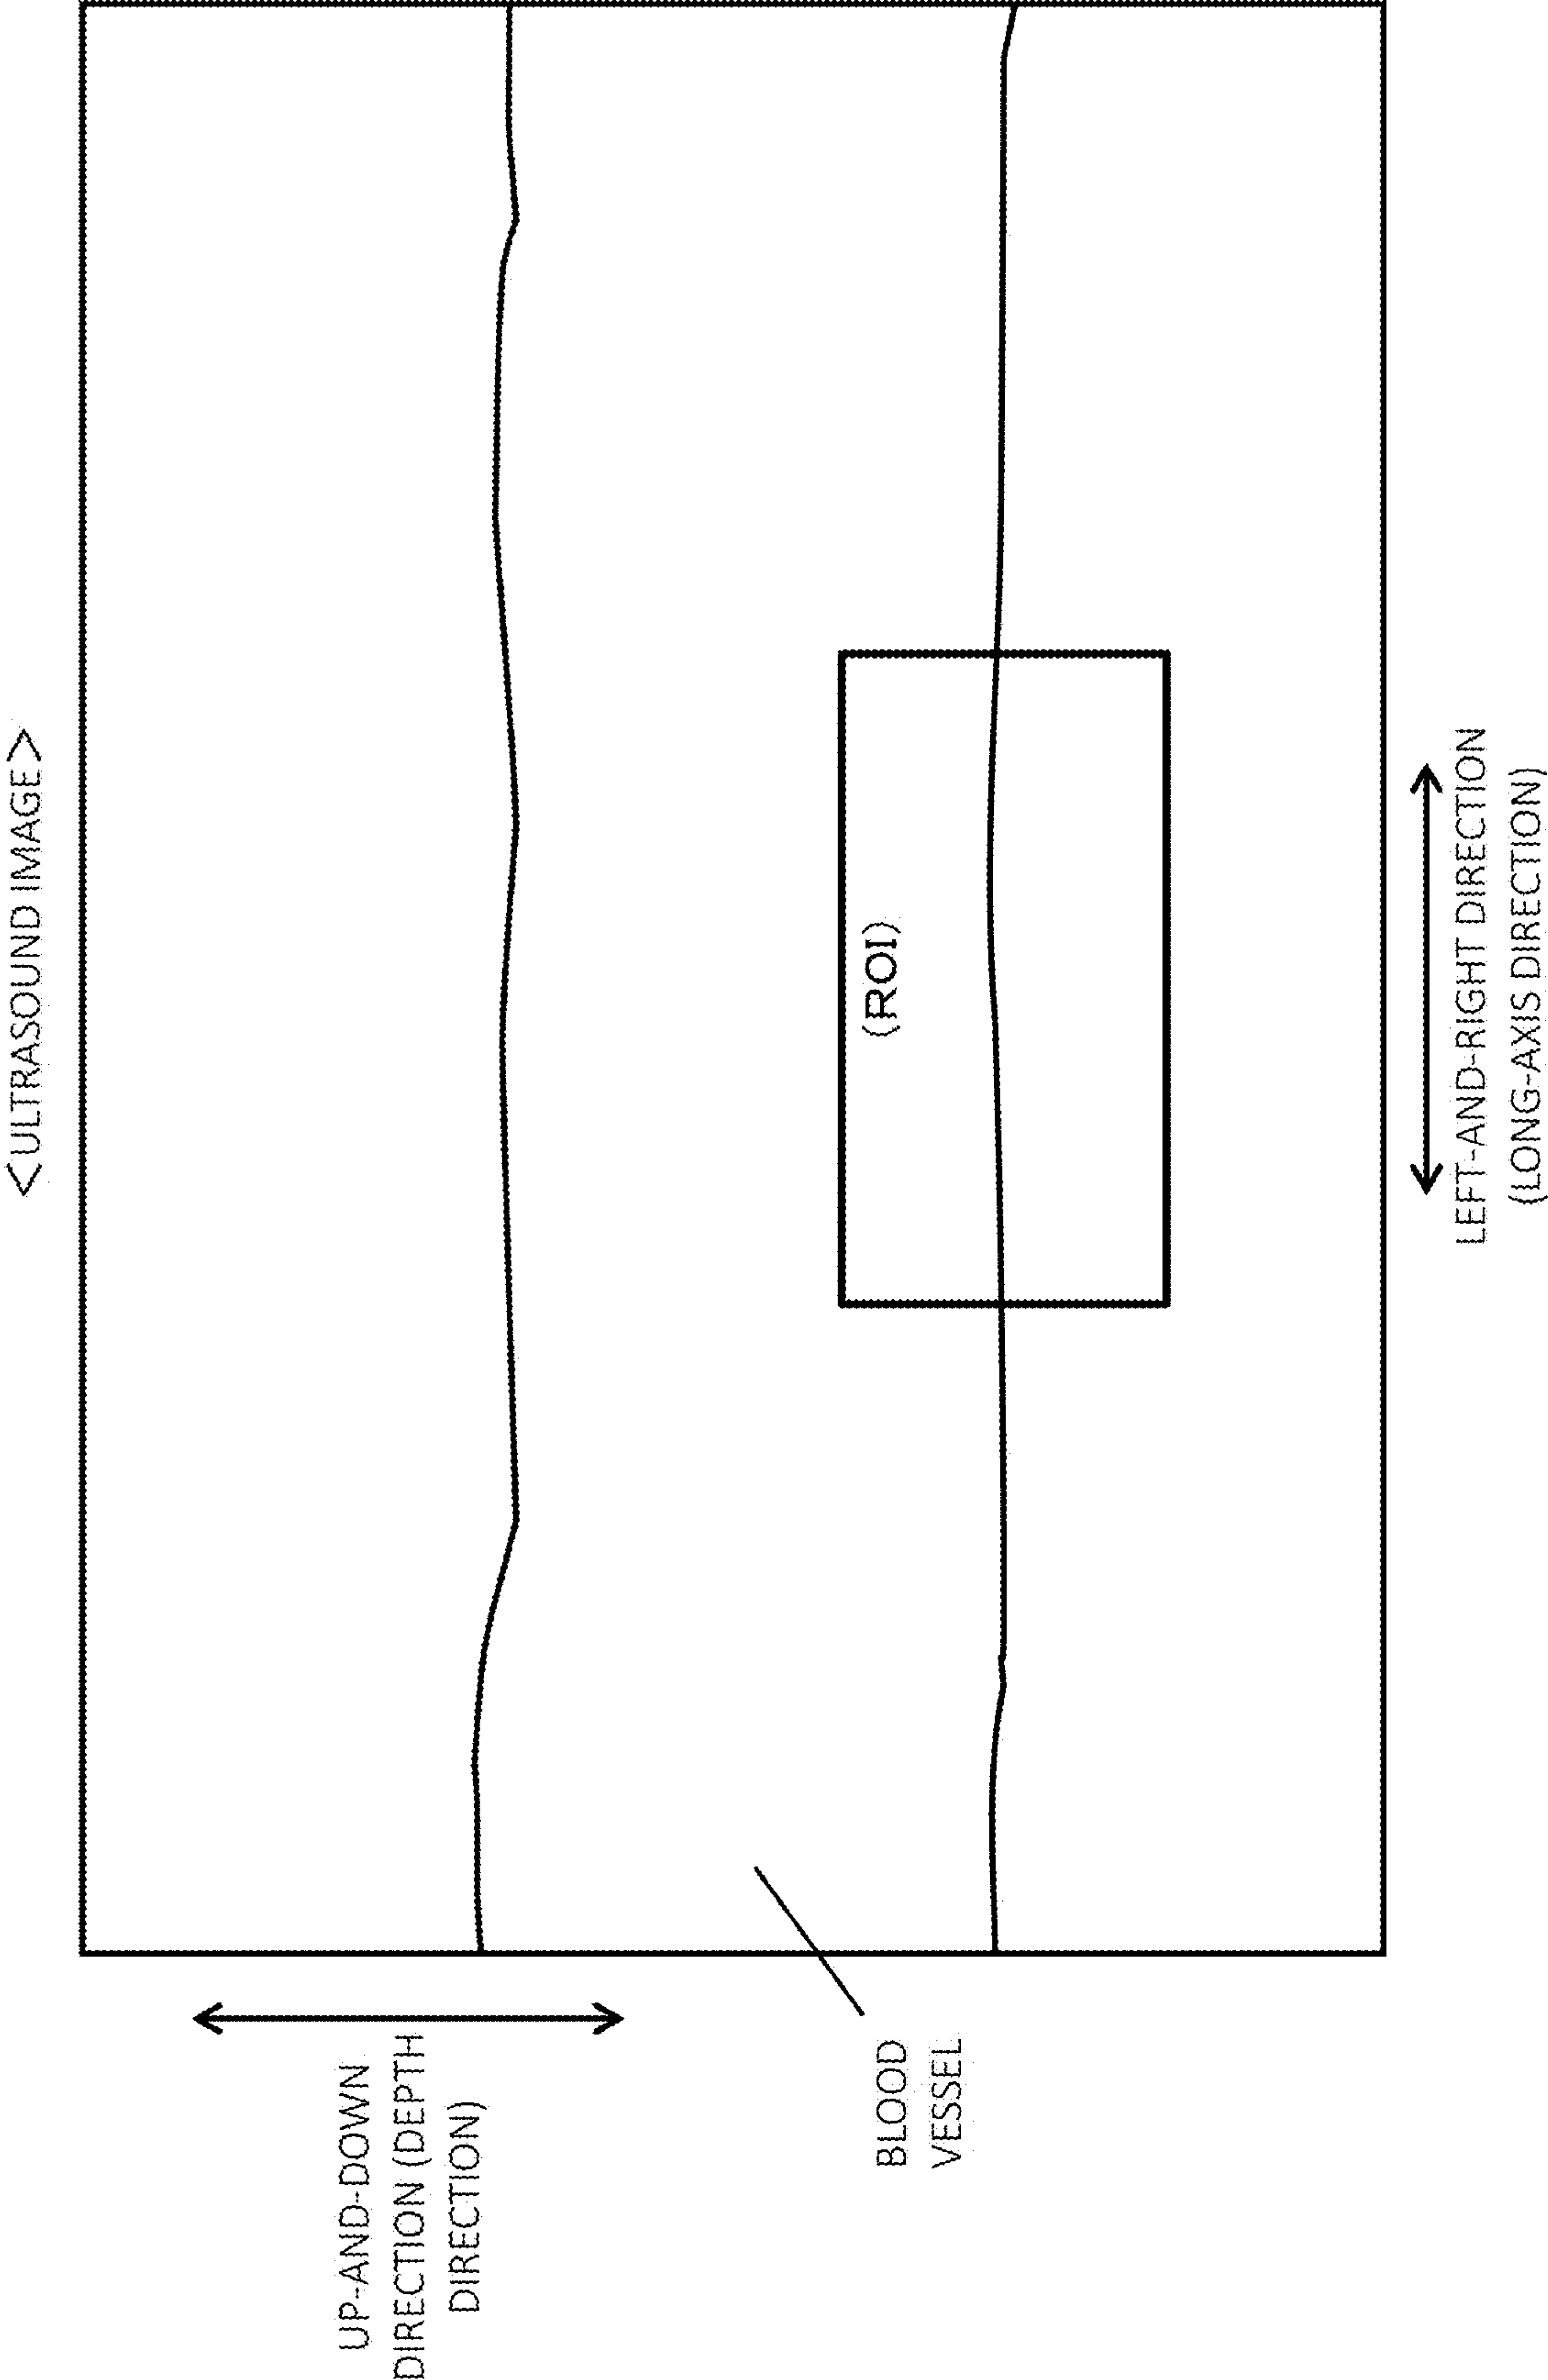 <ULTRASOUND IMAGE>
UP-AND-DOWN
DIRECTION (DEPTH
DIRECTION)
(ROI)
BLOOD
VESSEL
LEFT-AND-RIGHT DIRECTION
(LONG-AXIS DIRECTION)